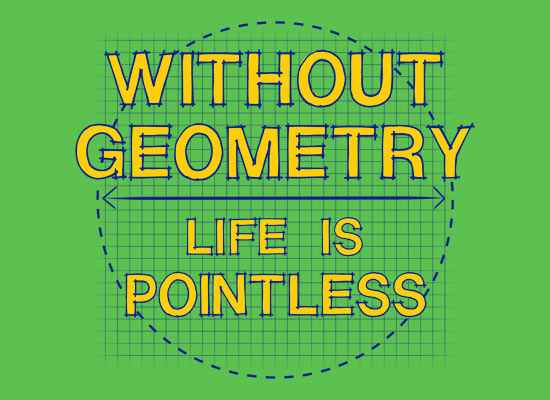 WITHOUT
GEOMETRY
LIFE IS
POINTLESS